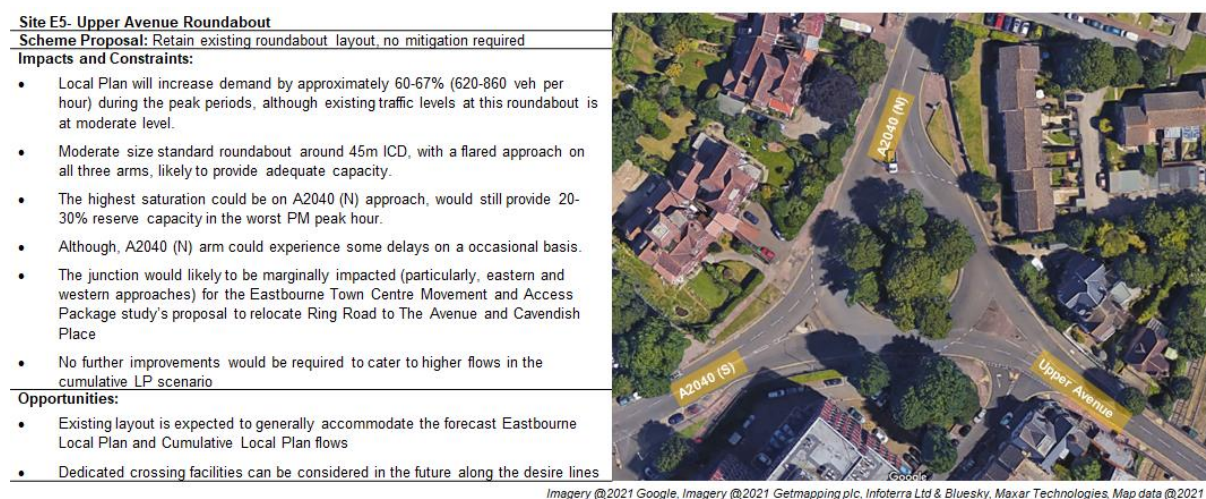 Site E5- Upper Avenue Roundabout
Scheme Proposal: Retain existing roundabout layout, no mitigation required
Impacts and Constraints:
• Local Plan will increase demand by approximately 60-67% (620-860 veh per
hour) during the peak periods, although existing traffic levels at this roundabout is
at moderate level.
• Moderate size standard roundabout around 45m ICD, with a flared approach on
all three arms, likely to provide adequate capacity.
• The highest saturation could be on A2040 (N) approach, would still provide 20-
30% reserve capacity in the worst PM peak hour.
• Although, A2040 (N) arm could experience some delays on a occasional basis.
• The junction would likely to be marginally impacted (particularly, eastern and
western approaches) for the Eastbourne Town Centre Movement and Access
Package study's proposal to relocate Ring Road to The Avenue and Cavendish
Place
• No further improvements would be required to cater to higher flows in the
cumulative LP scenario
Opportunities:
• Existing layout is expected to generally accommodate the forecast Eastbourne
Local Plan and Cumulative Local Plan flows
• Dedicated crossing facilities can be considered in the future along the desire lines
A2040 (N)
A2040 (S)
Upper Avenue
Google
Imagery @2021 Google, Imagery @2021 Getmapping plc, Infoterra Ltd & Bluesky, Maxar Technologies, Map data @2021